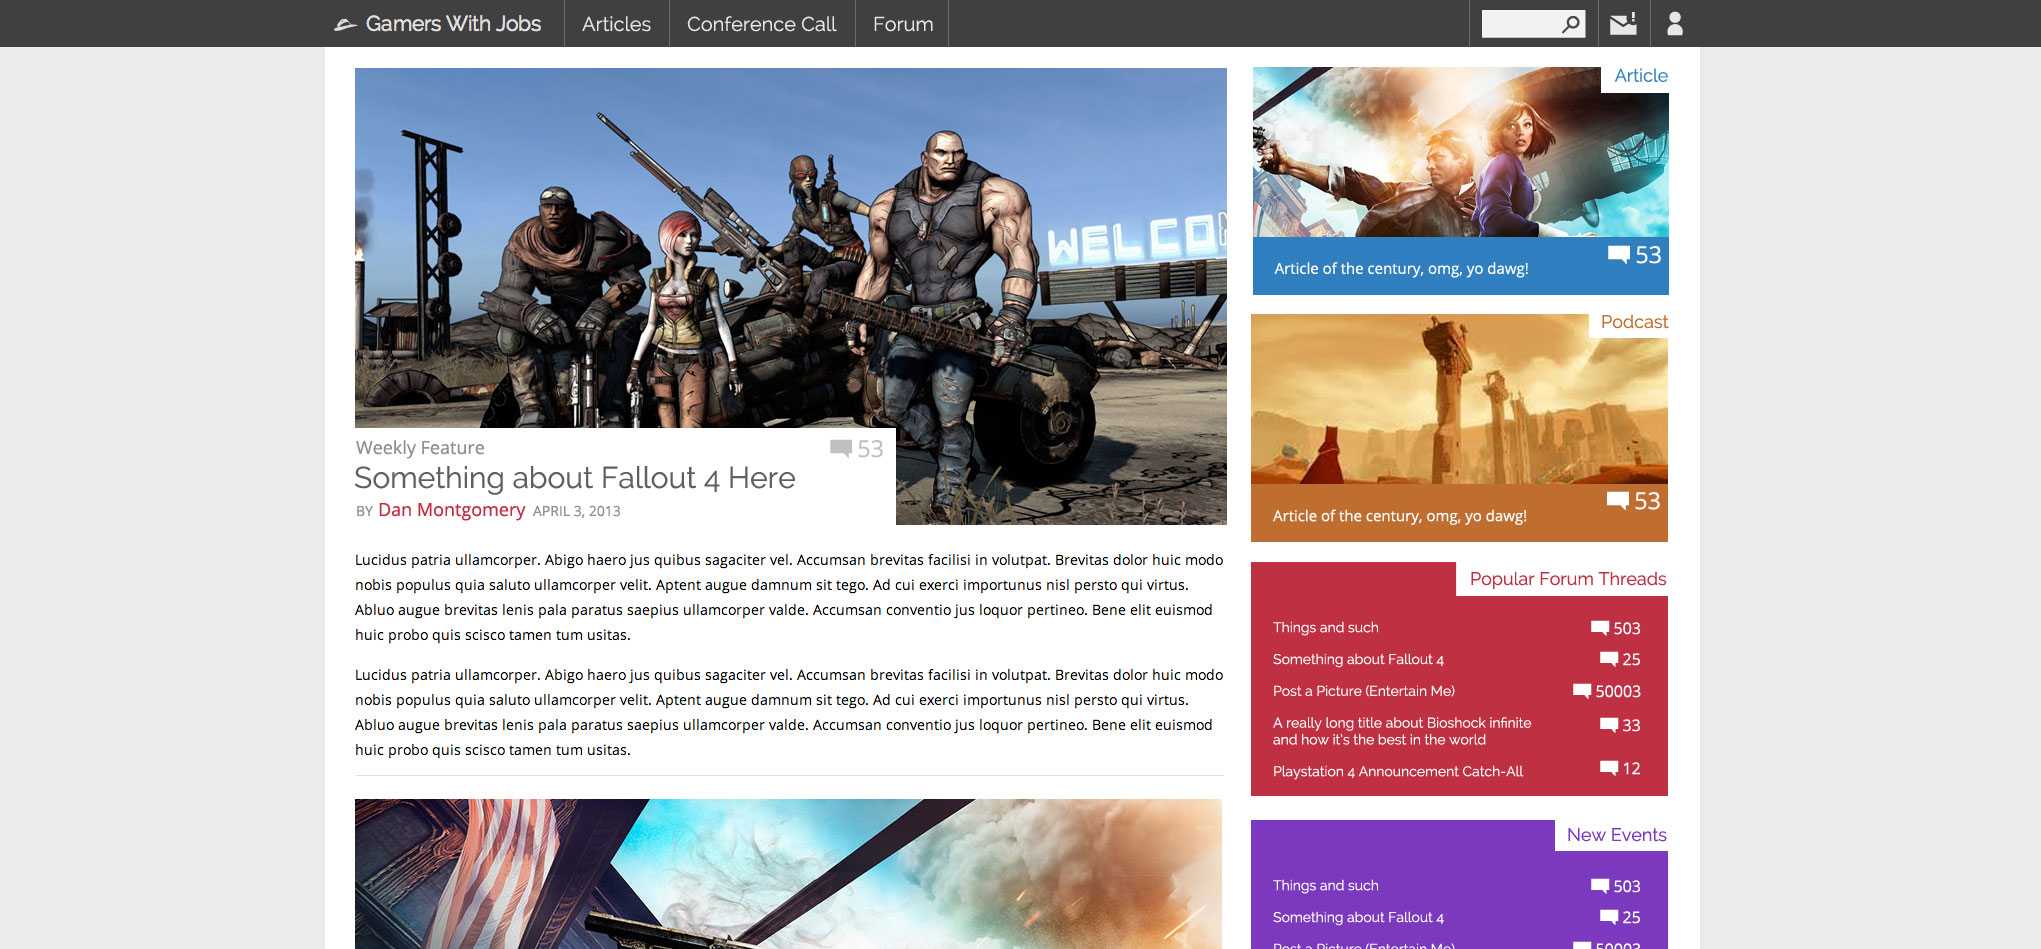 Gamers With Jobs
Articles
Conference Call
Forum
WELCO
Weekly Feature
53
Something about Fallout 4 Here
BY Dan Montgomery APRIL 3, 2013
Lucidus patria ullamcorper. Abigo haero jus quibus sagaciter vel. Accumsan brevitas facilisi in volutpat. Brevitas dolor huic modo
nobis populus quia saluto ullamcorper velit. Aptent augue damnum sit tego. Ad cui exerci importunus nisl persto qui virtus.
Abluo augue brevitas lenis pala paratus saepius ullamcorper valde. Accumsan conventio jus loquor pertineo. Bene elit euismod
huic probo quis scisco tamen tum usitas.
Lucidus patria ullamcorper. Abigo haero jus quibus sagaciter vel. Accumsan brevitas facilisi in volutpat. Brevitas dolor huic modo
nobis populus quia saluto ullamcorper velit. Aptent augue damnum sit tego. Ad cui exerci importunus nisl persto qui virtus.
Abluo augue brevitas lenis pala paratus saepius ullamcorper valde. Accumsan conventio jus loquor pertineo. Bene elit euismod
huic probo quis scisco tamen tum usitas.
Article
53
Article of the century, omg, yo dawg!
Podcast
53
Article of the century, omg, yo dawg!
Popular Forum Threads
Things and such 503
Something about Fallout 4 25
Post a Picture (Entertain Me) 50003
A really long title about Bioshock infinite 33
and how it's the best in the world
Playstation 4 Announcement Catch-All 12
New Events
Things and such 503
Something about Fallout 4 25
Post a Picture (Entertain Me) 50003